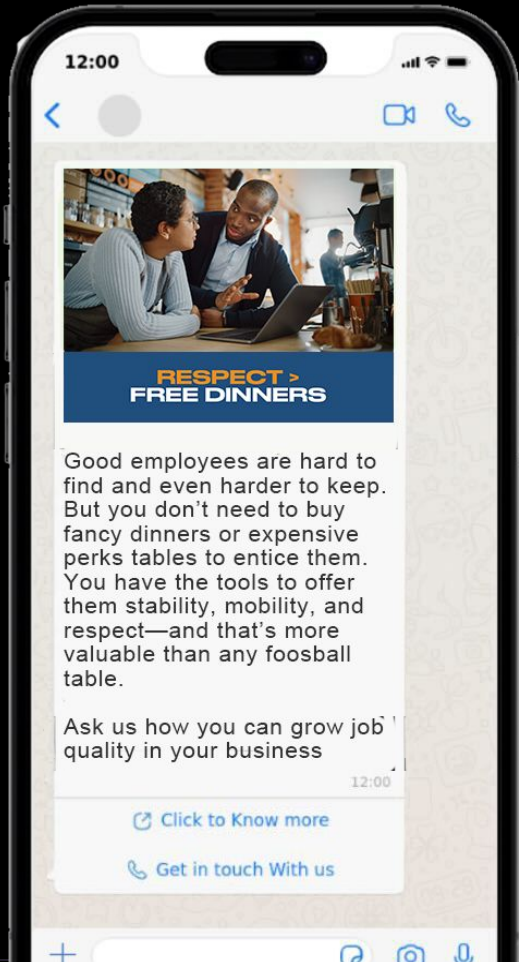 12:00
RESPECT >
FREE DINNERS
Good employees are hard to
find and even harder to keep.
But you don’t need to buy
fancy dinners or expensive
perks tables to entice them.
You have the tools to offer
them stability, mobility, and
respect—and that’s more
valuable than any foosball
table.
Ask us how you can grow job
quality in your business
12:00
Click to Know more
Get in touch With us